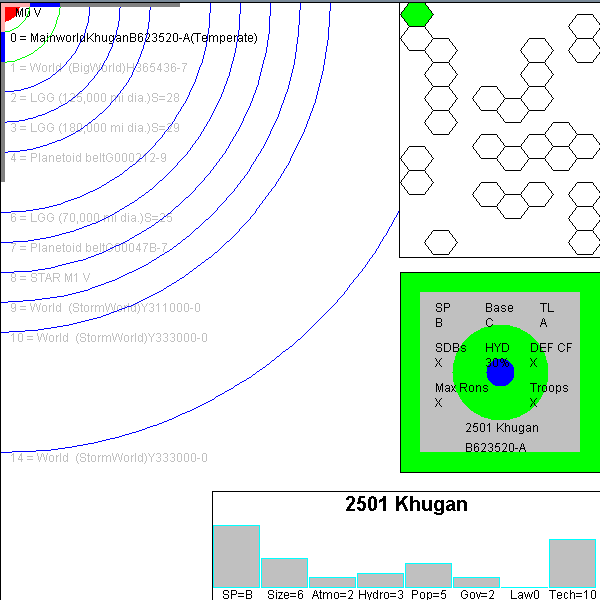 M0 V
0 = MainworldKhuganB623520-A(Temperate)
1 = World  (BigWorld)H365436-7
2 = LGG (125,000 mi dia.)S=28
3 = LGG (180,000 mi dia.)S=29
4 = Planetoid beltG000212-9
6 = LGG (70,000 mi dia.)S=25
7 = Planetoid beltG00047B-7
8 = STAR M1 V
9 = World  (StormWorld)Y311000-0
10 = World  (StormWorld)Y333000-0
14 = World  (StormWorld)Y333000-0
SP Base TL
B C A
SDBs HYD DEF CF
X X
Max Rons Troops
X X
2501 Khugan
B623520-A
2501 Khugan
SP=B Size=6 Atmo=2 Hydro=3 Pop=5 Gov=2 Law0 Tech=10